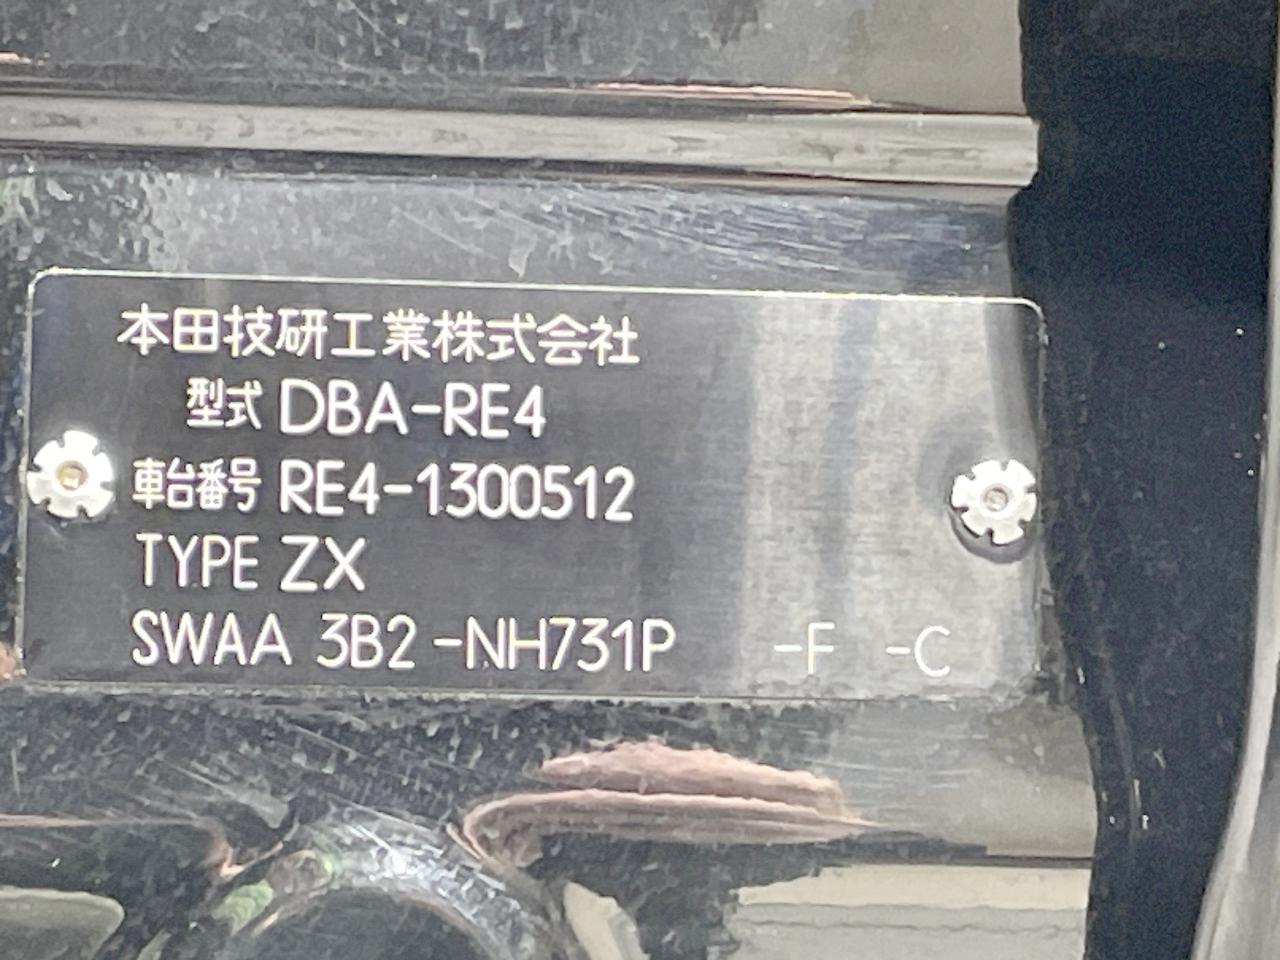 本田技研工業株式会社
型式 DBA-RE4
車台番号 RE4-1300512
TYPE ZX
SWAA 3B2 -NH731P -F -C